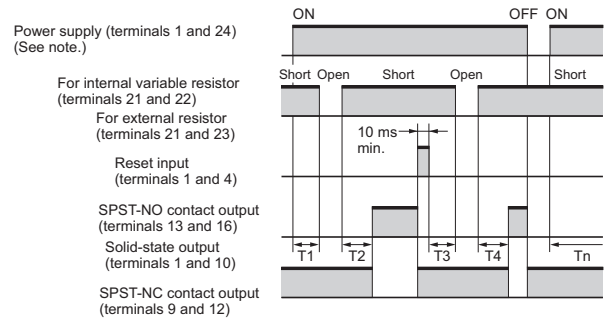 ON OFF ON
Power supply (terminals 1 and 24)
(See note.)
Short Open Short Open Short
For internal variable resistor
(terminals 21 and 22)
For external resistor
(terminals 21 and 23)
10 ms
min.
Reset input
(terminals 1 and 4)
SPST-NO contact output
(terminals 13 and 16)
Solid-state output
(terminals 1 and 10)
T1 T2 T3 T4 Tn
SPST-NC contact output
(terminals 9 and 12)